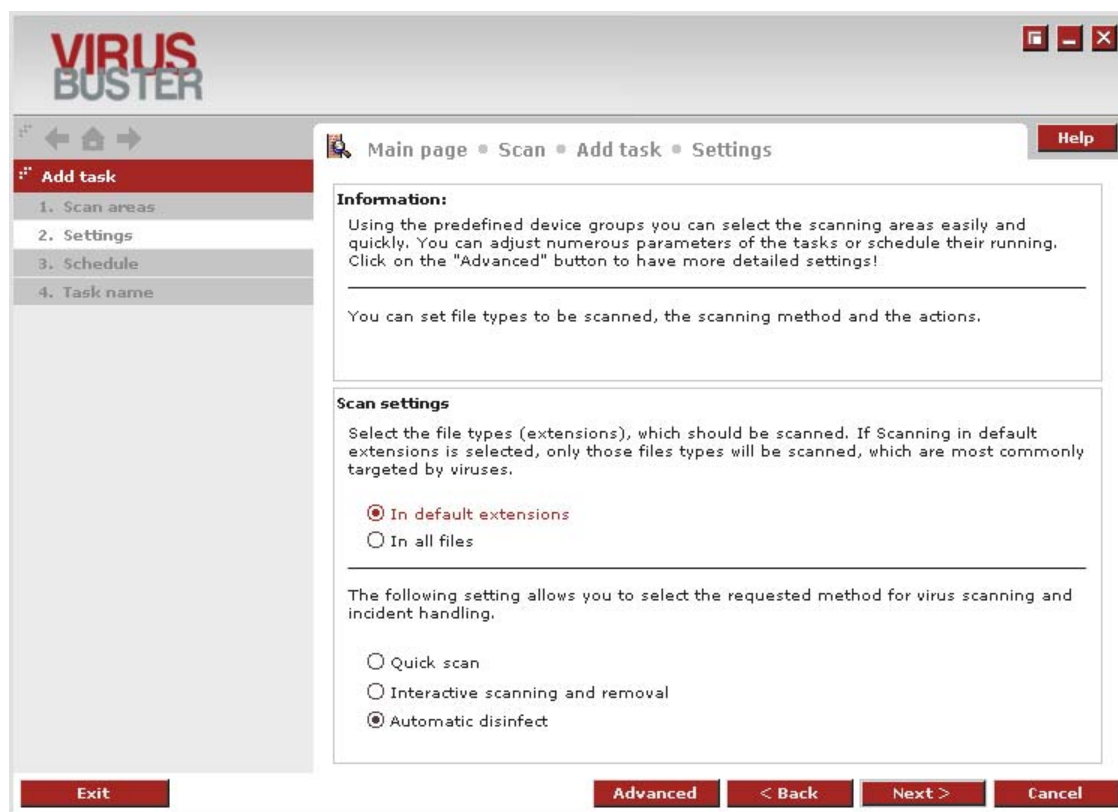 VIRUS
BUSTER
Main page • Scan • Add task • Settings
Help
Add task
1. Scan areas
2. Settings
3. Schedule
4. Task name
Information:
Using the predefined device groups you can select the scanning areas easily and
quickly. You can adjust numerous parameters of the tasks or schedule their running.
Click on the "Advanced" button to have more detailed settings!
You can set file types to be scanned, the scanning method and the actions.
Scan settings
Select the file types (extensions), which should be scanned. If Scanning in default
extensions is selected, only those files types will be scanned, which are most commonly
targeted by viruses.
In default extensions
In all files
The following setting allows you to select the requested method for virus scanning and
incident handling.
Quick scan
Interactive scanning and removal
Automatic disinfect
Exit
Advanced
< Back
Next >
Cancel